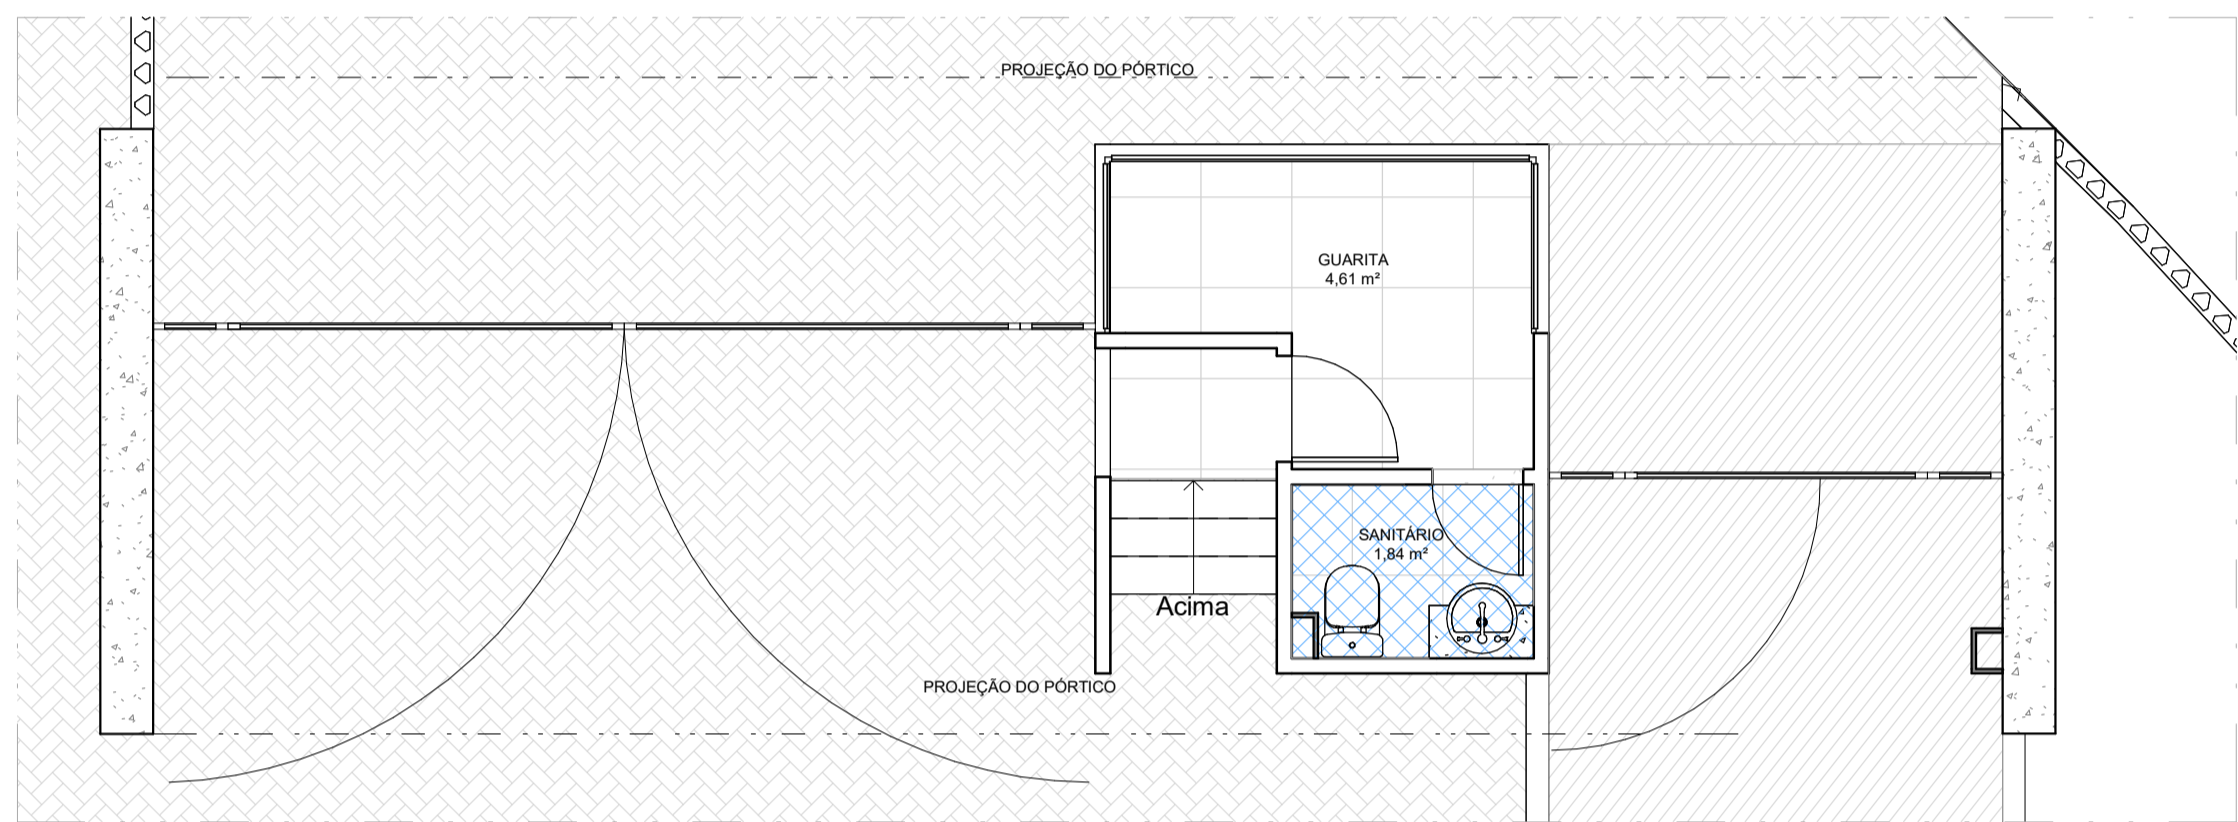 PROJEÇÃO DO PÓRTICO
GUARITA
4,61 m²
SANITÁRIO
1,84 m²
Acima
PROJEÇÃO DO PÓRTICO